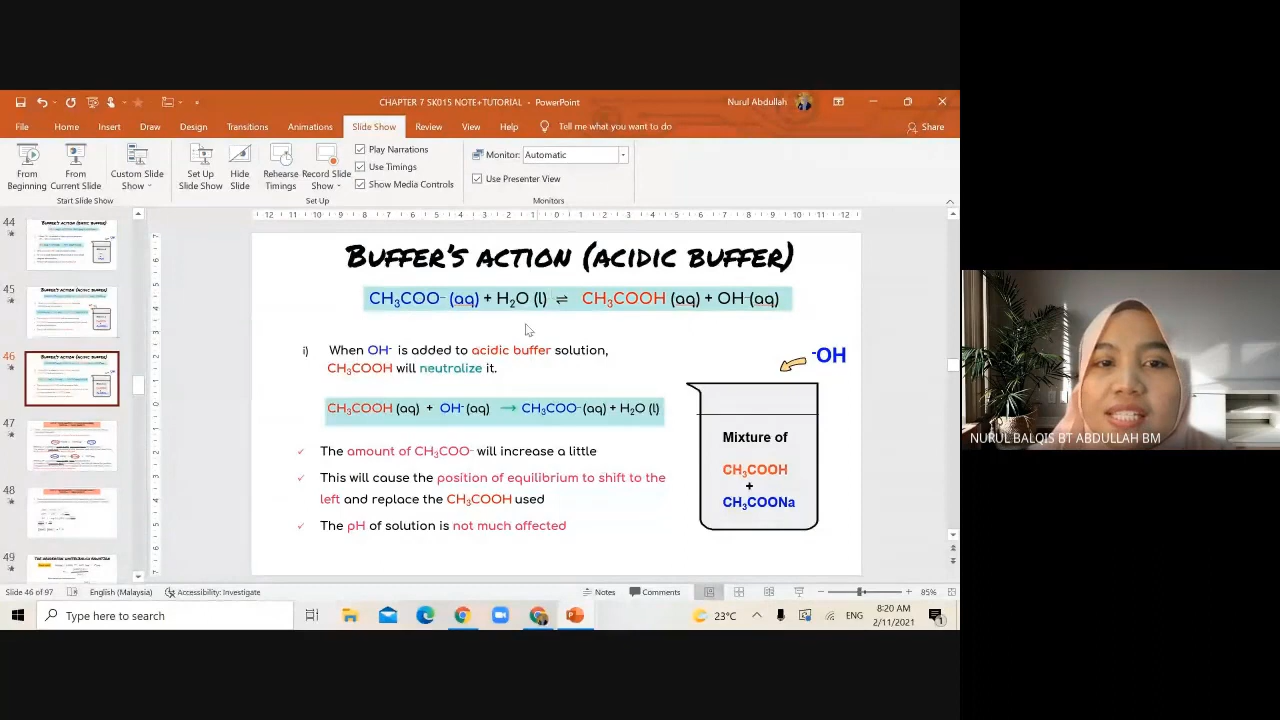 CHAPTER 7 SK015 NOTE+TUTORIAL - PowerPoint
Nurul Abdullah
File Home Insert Draw Design Transitions Animations Slide Show Review View Help Tell me what you want to do Share
From Beginning
From Current Slide
Custom Slide Show
Start Slide Show
Set Up Slide Show
Hide Slide
Rehearse Timings
Record Slide Show
Play Narrations
Use Timings
Show Media Controls
Set Up
Monitor: Automatic
Use Presenter View
Monitors
44
45
46
47
48
49
BUFFER'S ACTION (ACIDIC BUFFER)
CH₃COO⁻ (aq) + H₂O (l) ⇌ CH₃COOH (aq) + OH⁻(aq)
i) When OH⁻ is added to acidic buffer solution,
CH₃COOH will neutralize it.
CH₃COOH (aq) + OH⁻(aq) → CH₃COO⁻(aq) + H₂O (l)
✓ The amount of CH₃COO⁻ will increase a little
✓ This will cause the position of equilibrium to shift to the
left and replace the CH₃COOH used
✓ The pH of solution is not much affected
⁻OH
Mixture of
CH₃COOH
+
CH₃COONa
NURUL BALQIS BT ABDULLAH BM
Slide 46 of 97 English (Malaysia) Accessibility: Investigate Notes Comments 85%
Type here to search
23°C
ENG
8:20 AM
2/11/2021